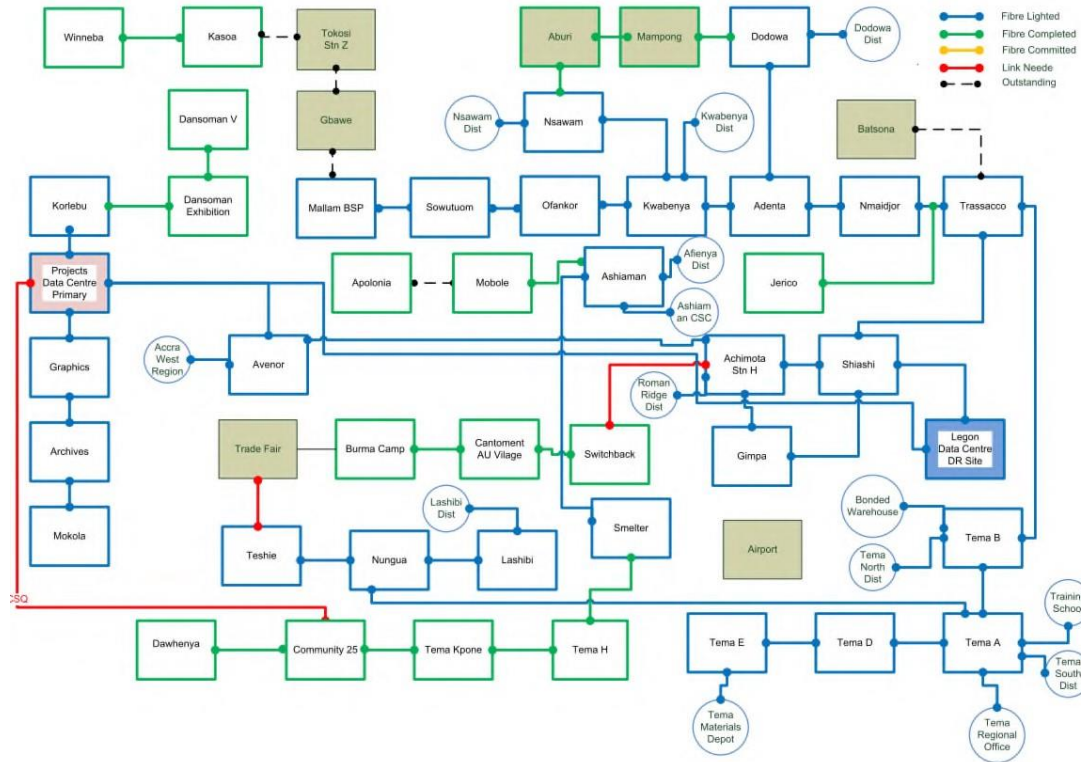 Winneba
Kasoa
Tokosi
Stn Z
Aburi
Mampong
Dodowa
Dodowa
Dist
Fibre Lighted
Fibre Completed
Fibre Committed
Link Neede
Outstanding
Dansoman V
Gbawe
Nsawam
Dist
Nsawam
Kwabenya
Dist
Batsona
Korlebu
Dansoman
Exhibition
Mallam BSP
Sowutuom
Ofankor
Kwabenya
Adenta
Nmaidjor
Trassacco
Projects
Data Centre
Primary
Apolonia
Mobole
Ashiaman
Afienya
Dist
Jerico
Ashiam
an CSC
Graphics
Accra
West
Region
Avenor
Achimota
Stn H
Shiashi
Roman
Ridge
Dist
Archives
Trade Fair
Burma Camp
Cantoment
AU Vilage
Switchback
Gimpa
Legon
Data Centre
DR Site
Mokola
Lashibi
Dist
Smelter
Bonded
Warehouse
Tema B
Teshie
Nungua
Lashibi
Airport
Tema
North
Dist
CSQ
Training
School
Dawhenya
Community 25
Tema Kpone
Tema H
Tema E
Tema D
Tema A
Tema
South
Dist
Tema
Materials
Depot
Tema
Regional
Office